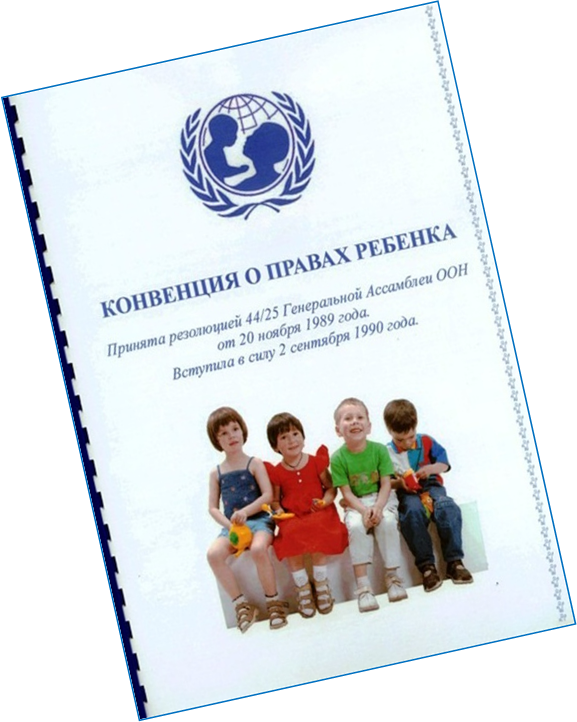 КОНВЕНЦИЯ О ПРАВАХ РЕБЕНКА
Принята резолюцией 44/25 Генеральной Ассамблеи ООН
от 20 ноября 1989 года.
Вступила в силу 2 сентября 1990 года.